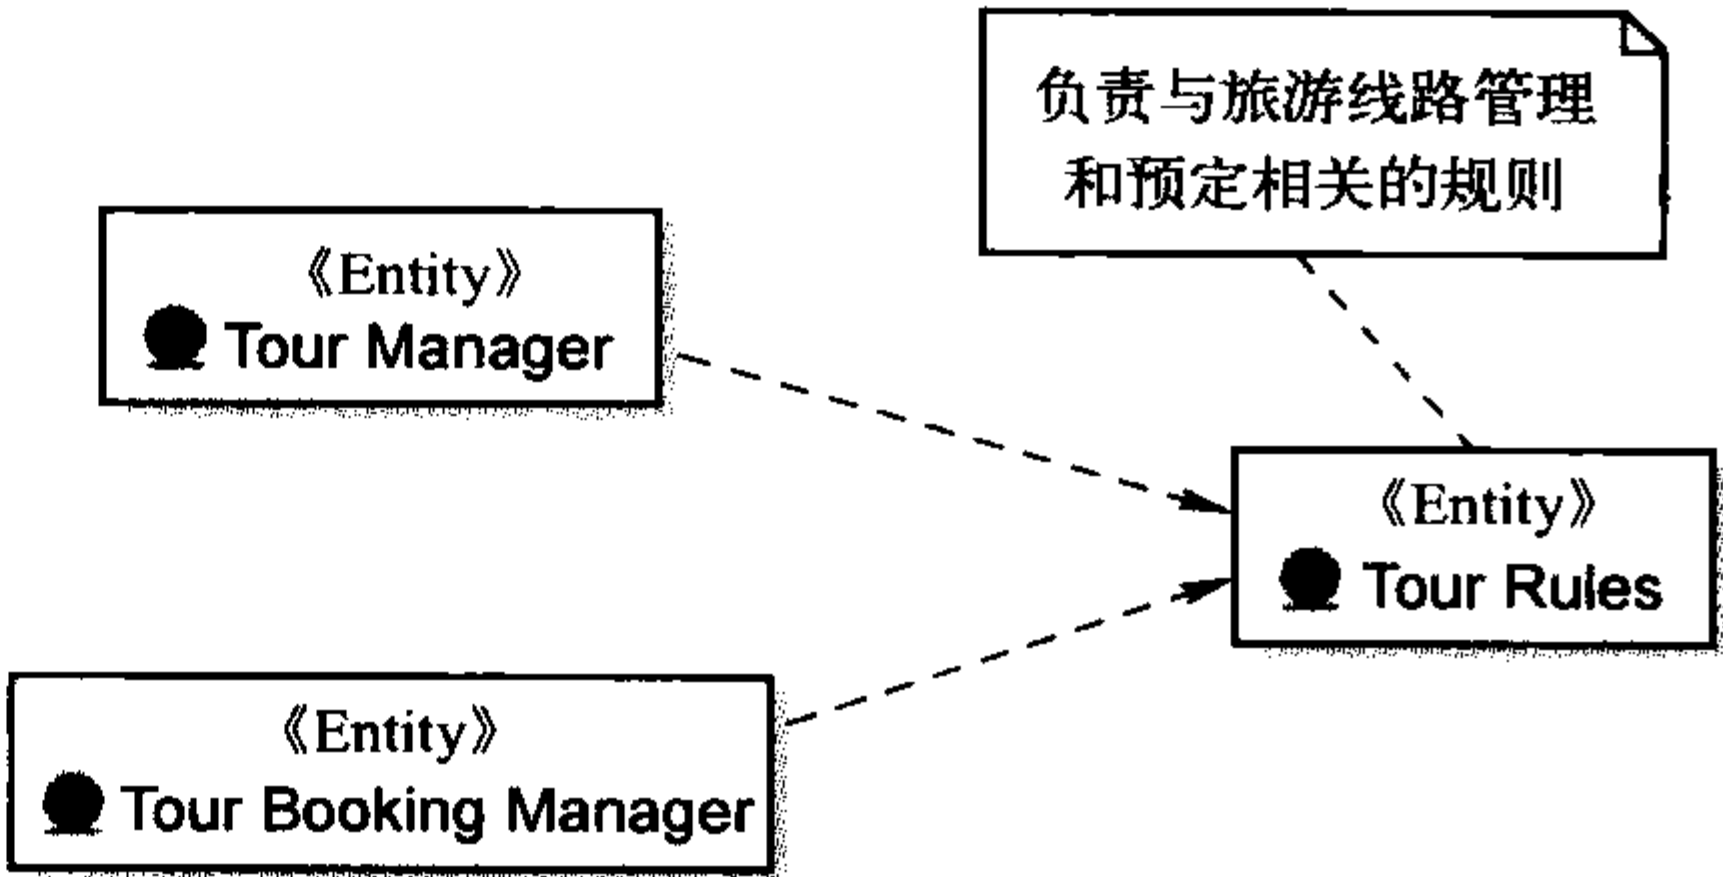 负责与旅游线路管理
和预定相关的规则
《Entity》
Tour Manager
《Entity》
Tour Rules
《Entity》
Tour Booking Manager